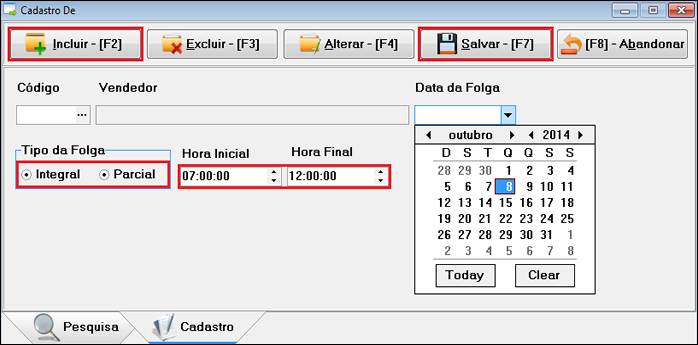 Cadastro De
Incluir - [F2] Excluir - [F3] Alterar - [F4] Salvar - [F7] [F8] - Abandonar
Código Vendedor Data da Folga
...
Tipo da Folga Hora Inicial Hora Final
Integral Parcial 07:00:00 12:00:00
outubro 2014
D S T Q Q S S
28 29 30 1 2 3 4
5 6 7 8 9 10 11
12 13 14 15 16 17 18
19 20 21 22 23 24 25
26 27 28 29 30 31 1
2 3 4 5 6 7 8
Today Clear
Pesquisa Cadastro